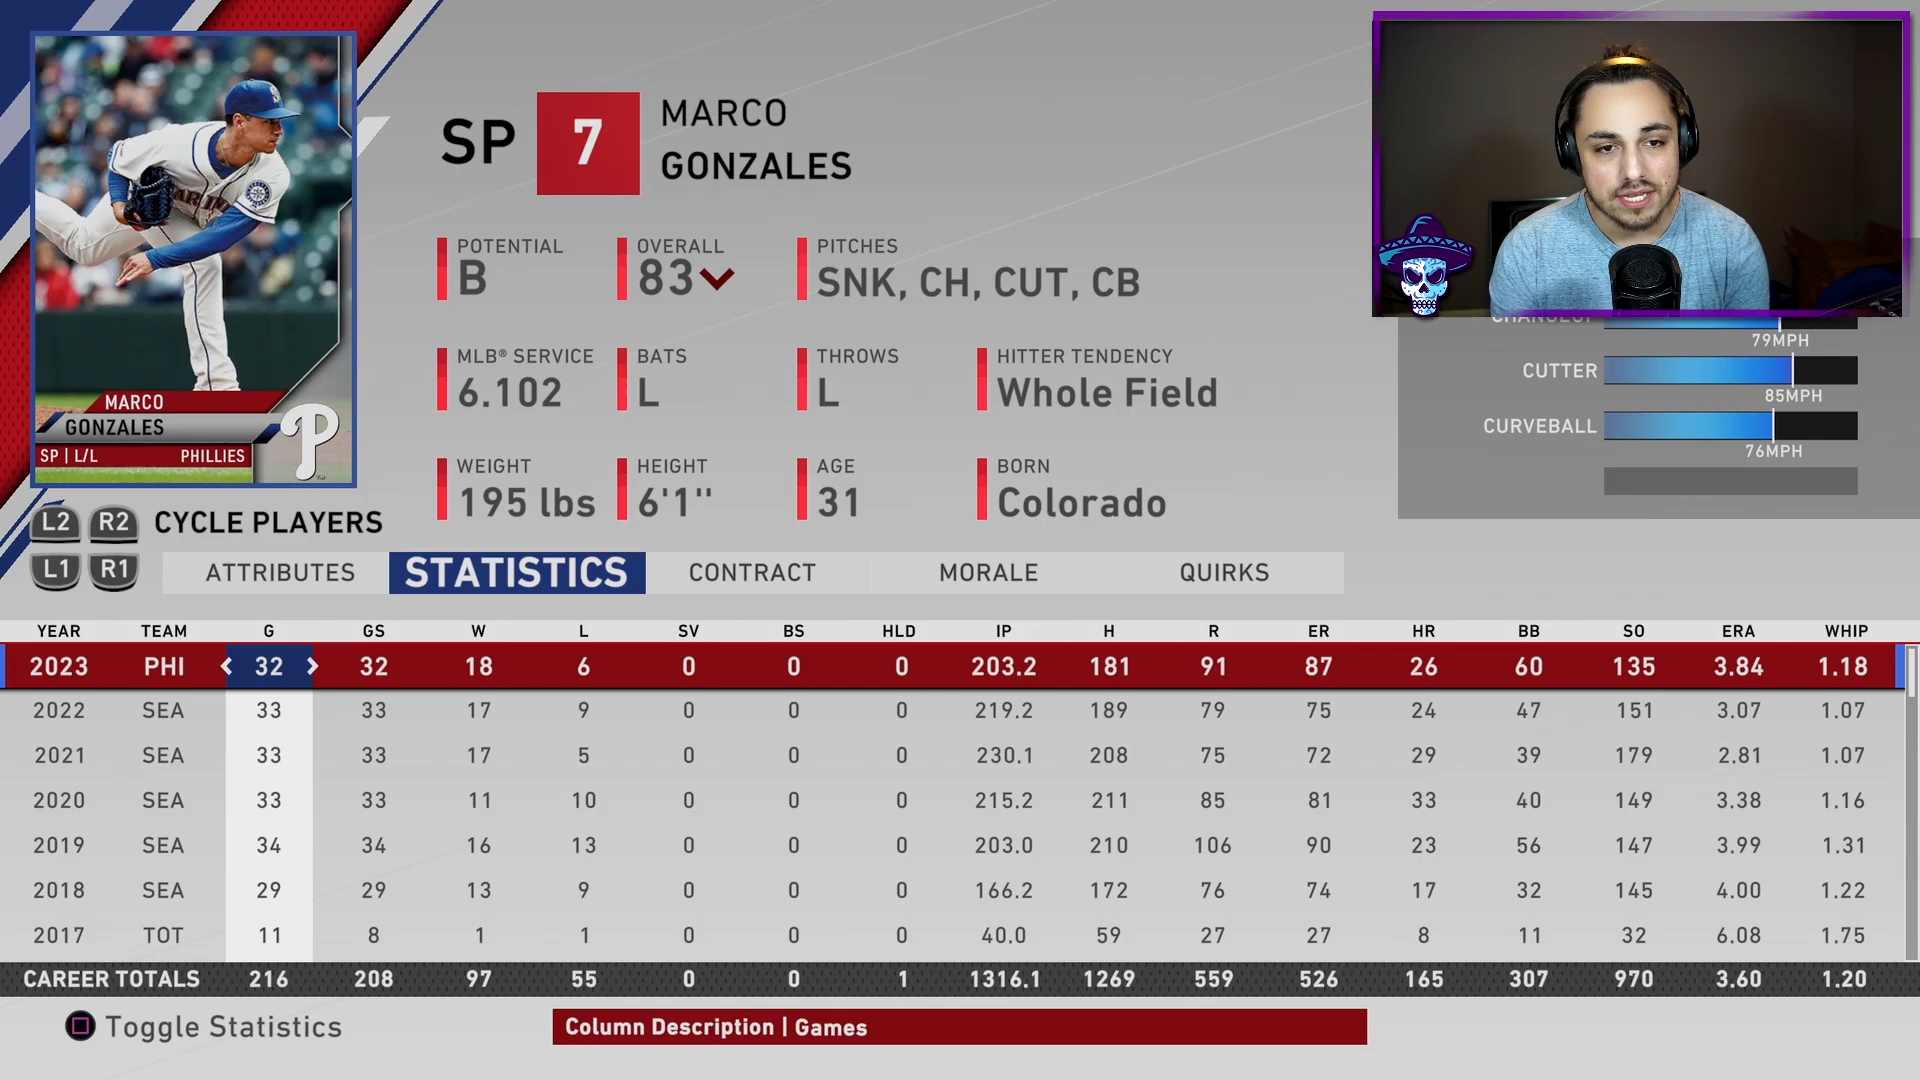 SP 7 MARCO
GONZALES
POTENTIAL OVERALL PITCHES
B 83 SNK, CH, CUT, CB
MLB® SERVICE BATS THROWS HITTER TENDENCY
6.102 L L Whole Field
WEIGHT HEIGHT AGE BORN
195 lbs 6'1'' 31 Colorado
MARCO
GONZALES
SP | L/L PHILLIES
P
CHANGEUP
79MPH
CUTTER
85MPH
CURVEBALL
76MPH
L2 R2 CYCLE PLAYERS
L1 R1
ATTRIBUTES STATISTICS CONTRACT MORALE QUIRKS
YEAR TEAM G GS W L SV BS HLD IP H R ER HR BB SO ERA WHIP
2023 PHI 32 32 18 6 0 0 0 203.2 181 91 87 26 60 135 3.84 1.18
2022 SEA 33 33 17 9 0 0 0 219.2 189 79 75 24 47 151 3.07 1.07
2021 SEA 33 33 17 5 0 0 0 230.1 208 75 72 29 39 179 2.81 1.07
2020 SEA 33 33 11 10 0 0 0 215.2 211 85 81 33 40 149 3.38 1.16
2019 SEA 34 34 16 13 0 0 0 203.0 210 106 90 23 56 147 3.99 1.31
2018 SEA 29 29 13 9 0 0 0 166.2 172 76 74 17 32 145 4.00 1.22
2017 TOT 11 8 1 1 0 0 0 40.0 59 27 27 8 11 32 6.08 1.75
CAREER TOTALS 216 208 97 55 0 0 1 1316.1 1269 559 526 165 307 970 3.60 1.20
Toggle Statistics
Column Description | Games